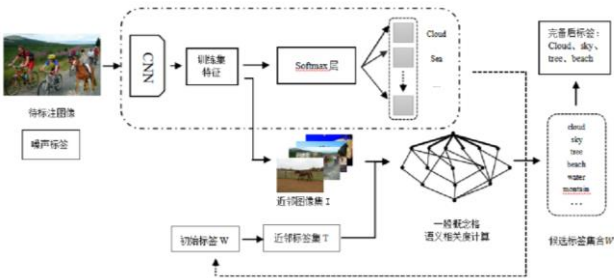 待标注图像
噪声标签
CNN
训练集
特征
Softmax层
Cloud
Sea
...
近邻图像集 I
初始标签 W
近邻标签集 T
一般概念格
语义相关度计算
完备后标签:
Cloud、sky、
tree、beach
cloud
sky
tree
beach
water
mountain
...
候选标签集合W